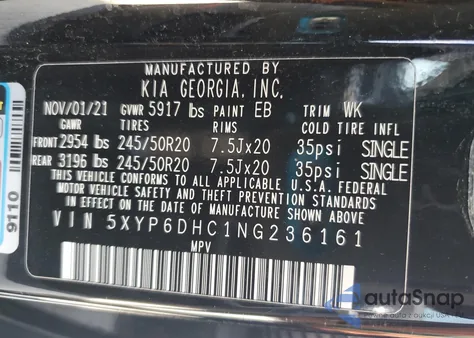 MANUFACTURED BY
KIA GEORGIA, INC.
NOV/01/21 GVWR 5917 lbs PAINT EB TRIM WK
GAWR TIRES RIMS COLD TIRE INFL
FRONT 2954 lbs 245/50R20 7.5Jx20 35psi SINGLE
REAR 3196 lbs 245/50R20 7.5Jx20 35psi SINGLE
THIS VEHICLE CONFORMS TO ALL APPLICABLE U.S.A. FEDERAL
MOTOR VEHICLE SAFETY AND THEFT PREVENTION STANDARDS IN
EFFECT ON THE DATE OF MANUFACTURE SHOWN ABOVE.
VIN 5XYP6DHC1NG236161
MPV
9110
autoSnap